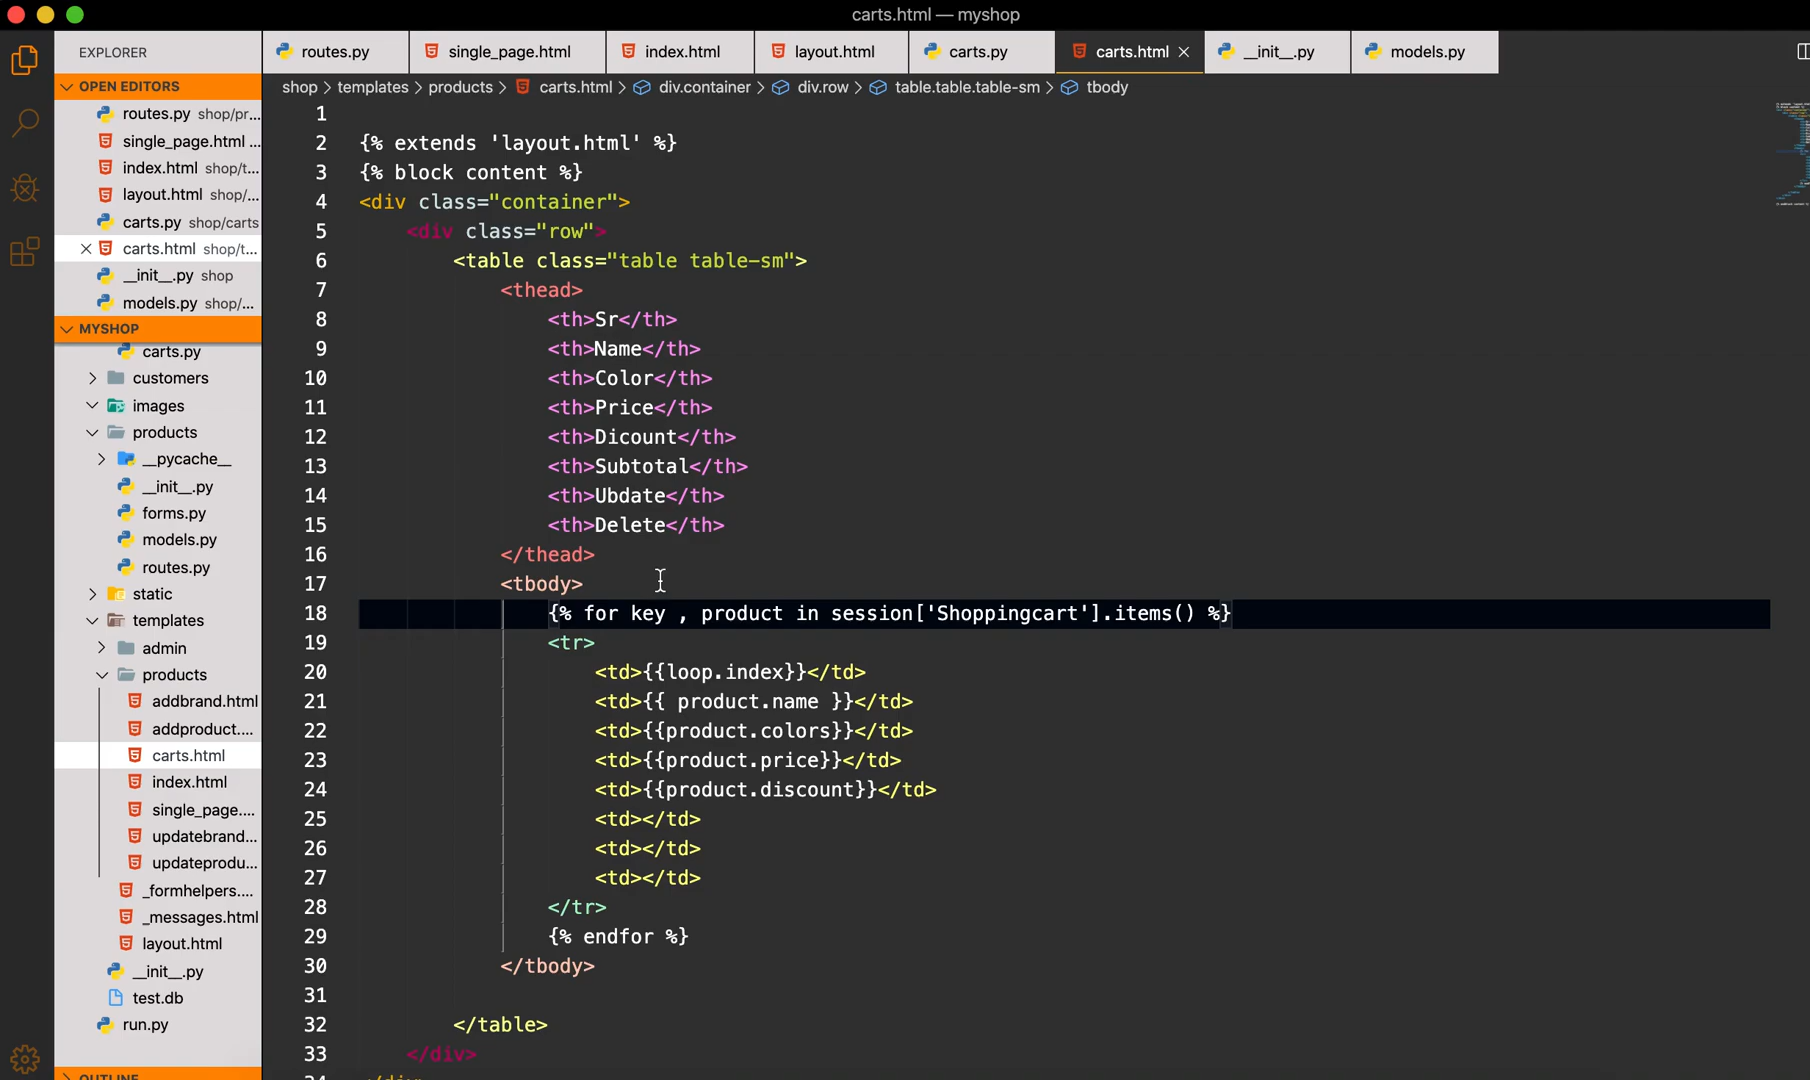 carts.html — myshop
EXPLORER
routes.py
single_page.html
index.html
layout.html
carts.py
carts.html
__init__.py
models.py
OPEN EDITORS
routes.py shop/pr...
single_page.html ...
index.html shop/t...
layout.html shop/...
carts.py shop/carts
carts.html shop/t...
__init__.py shop
models.py shop/...
MYSHOP
carts.py
customers
images
products
__pycache__
__init__.py
forms.py
models.py
routes.py
static
templates
admin
products
addbrand.html
addproduct....
carts.html
index.html
single_page....
updatebrand...
updateprodu...
_formhelpers....
_messages.html
layout.html
__init__.py
test.db
run.py
OUTLINE
shop > templates > products > carts.html > div.container > div.row > table.table.table-sm > tbody
1
2 {% extends 'layout.html' %}
3 {% block content %}
4 <div class="container">
5 <div class="row">
6 <table class="table table-sm">
7 <thead>
8 <th>Sr</th>
9 <th>Name</th>
10 <th>Color</th>
11 <th>Price</th>
12 <th>Dicount</th>
13 <th>Subtotal</th>
14 <th>Ubdate</th>
15 <th>Delete</th>
16 </thead>
17 <tbody>
18 {% for key , product in session['Shoppingcart'].items() %}
19 <tr>
20 <td>{{loop.index}}</td>
21 <td>{{ product.name }}</td>
22 <td>{{product.colors}}</td>
23 <td>{{product.price}}</td>
24 <td>{{product.discount}}</td>
25 <td></td>
26 <td></td>
27 <td></td>
28 </tr>
29 {% endfor %}
30 </tbody>
31
32 </table>
33 </div>